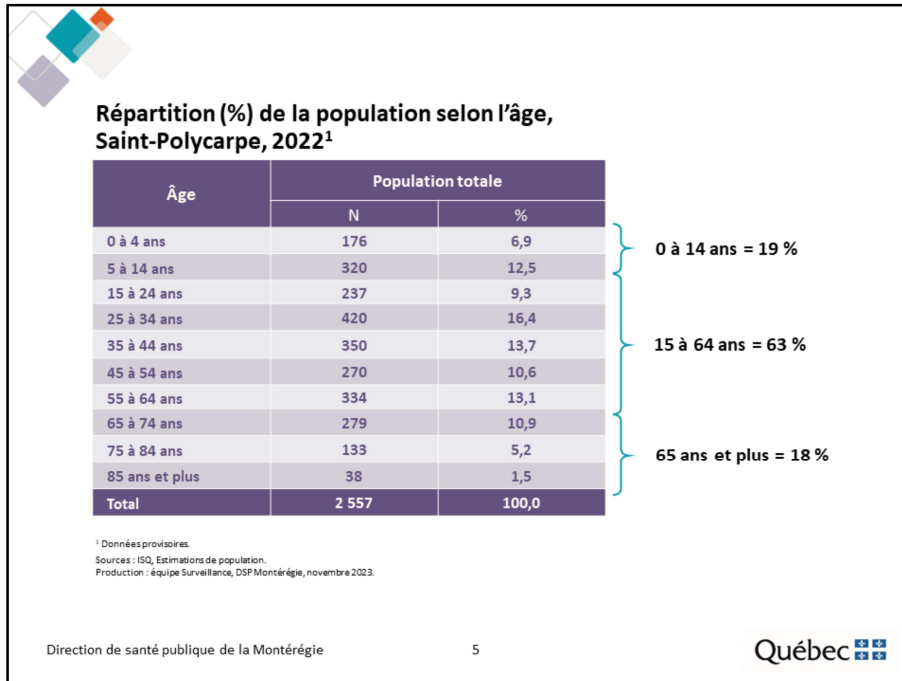 Répartition (%) de la population selon l’âge,
Saint-Polycarpe, 2022¹
Âge
Population totale
N %
0 à 4 ans 176 6,9
5 à 14 ans 320 12,5
15 à 24 ans 237 9,3
25 à 34 ans 420 16,4
35 à 44 ans 350 13,7
45 à 54 ans 270 10,6
55 à 64 ans 334 13,1
65 à 74 ans 279 10,9
75 à 84 ans 133 5,2
85 ans et plus 38 1,5
Total 2 557 100,0
0 à 14 ans = 19 %
15 à 64 ans = 63 %
65 ans et plus = 18 %
¹ Données provisoires.
Sources : ISQ, Estimations de population.
Production : équipe Surveillance, DSP Montérégie, novembre 2023.
Direction de santé publique de la Montérégie
5
Québec